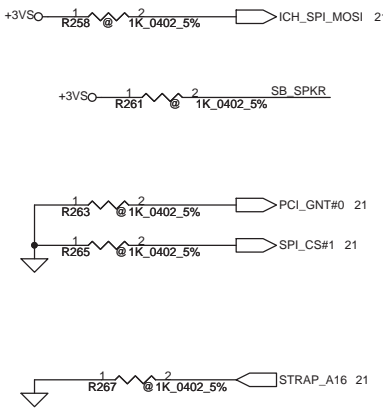 +3VS 1 2 ICH_SPI_MOSI 2
R258 @ 1K_0402_5%
+3VS 1 2 SB_SPKR
R261 @ 1K_0402_5%
1 2 PCI_GNT#0 21
R263 @ 1K_0402_5%
1 2 SPI_CS#1 21
R265 @ 1K_0402_5%
1 2 STRAP_A16 21
R267 @ 1K_0402_5%